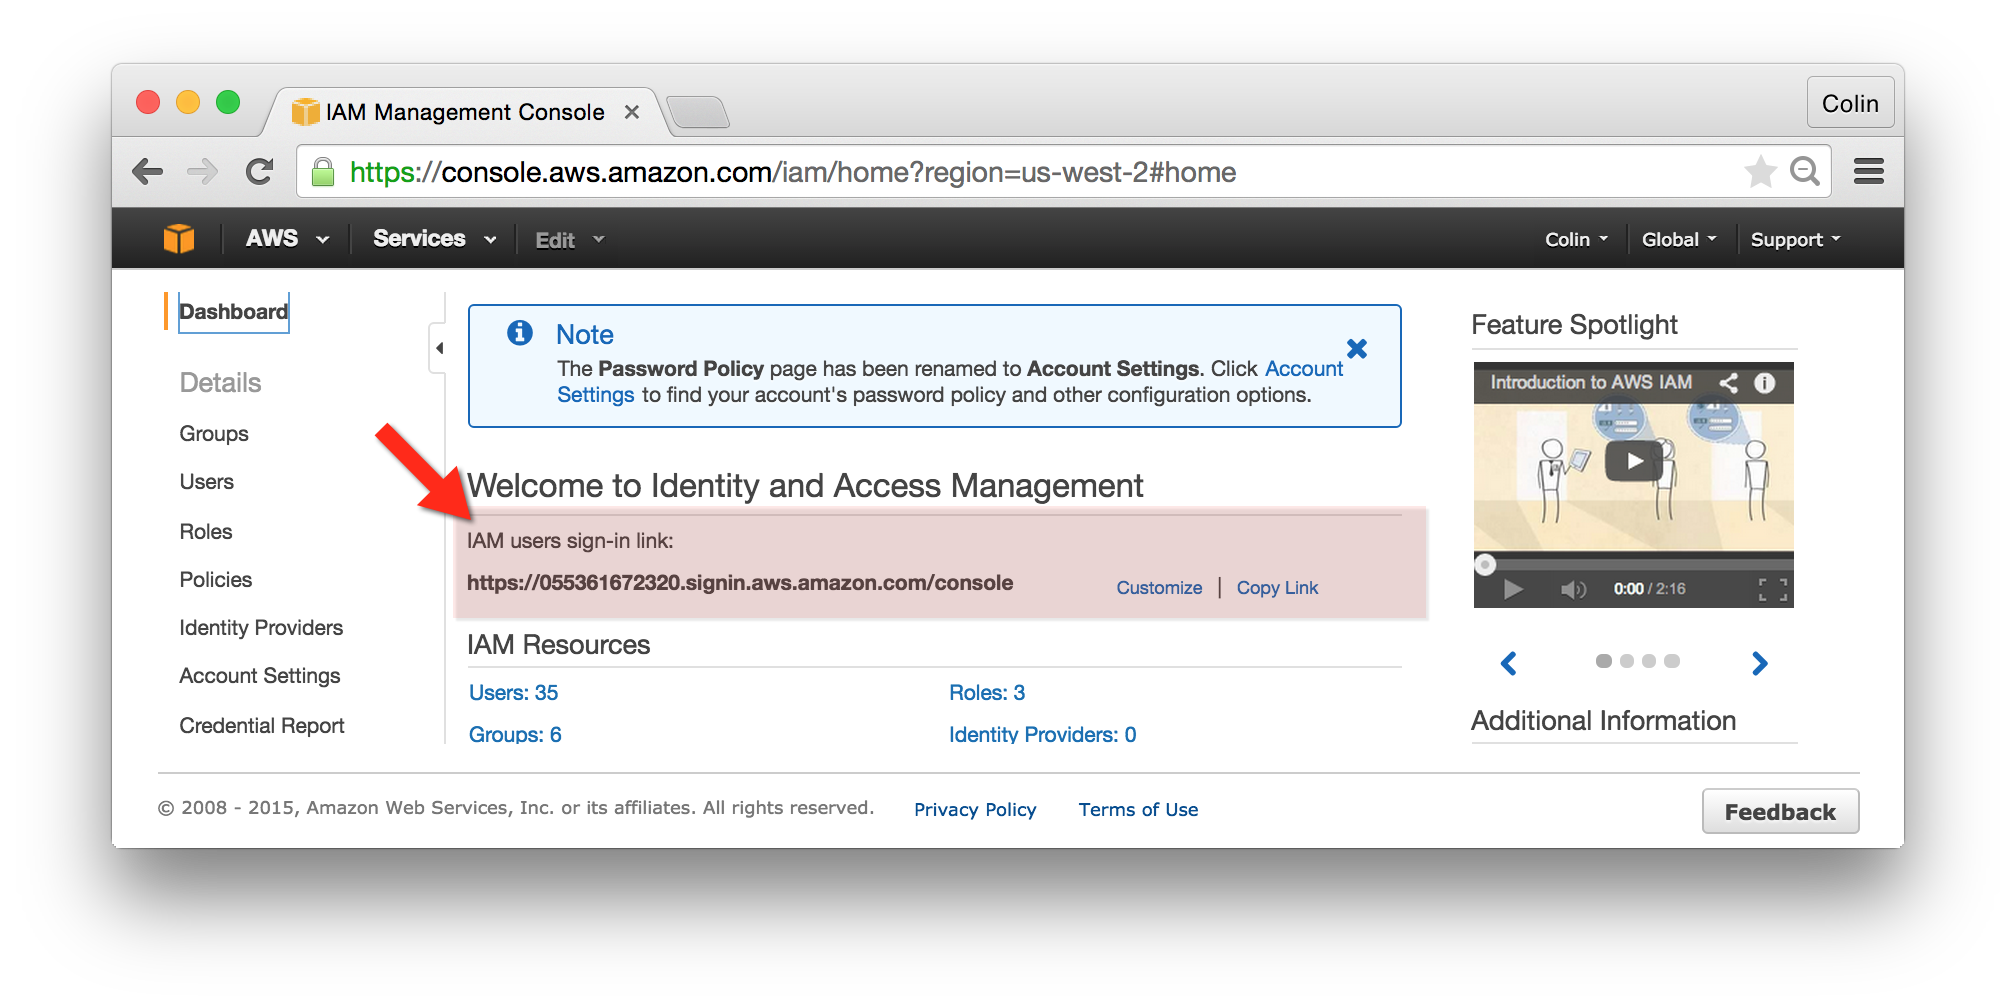 IAM Management Console
Colin
https://console.aws.amazon.com/iam/home?region=us-west-2#home
AWS Services Edit Colin Global Support
Dashboard
Details
Groups
Users
Roles
Policies
Identity Providers
Account Settings
Credential Report
Note
The Password Policy page has been renamed to Account Settings. Click Account
Settings to find your account's password policy and other configuration options.
Welcome to Identity and Access Management
IAM users sign-in link:
https://055361672320.signin.aws.amazon.com/console Customize | Copy Link
IAM Resources
Users: 35 Roles: 3
Groups: 6 Identity Providers: 0
Feature Spotlight
Introduction to AWS IAM
0:00 / 2:16
Additional Information
© 2008 - 2015, Amazon Web Services, Inc. or its affiliates. All rights reserved. Privacy Policy Terms of Use
Feedback